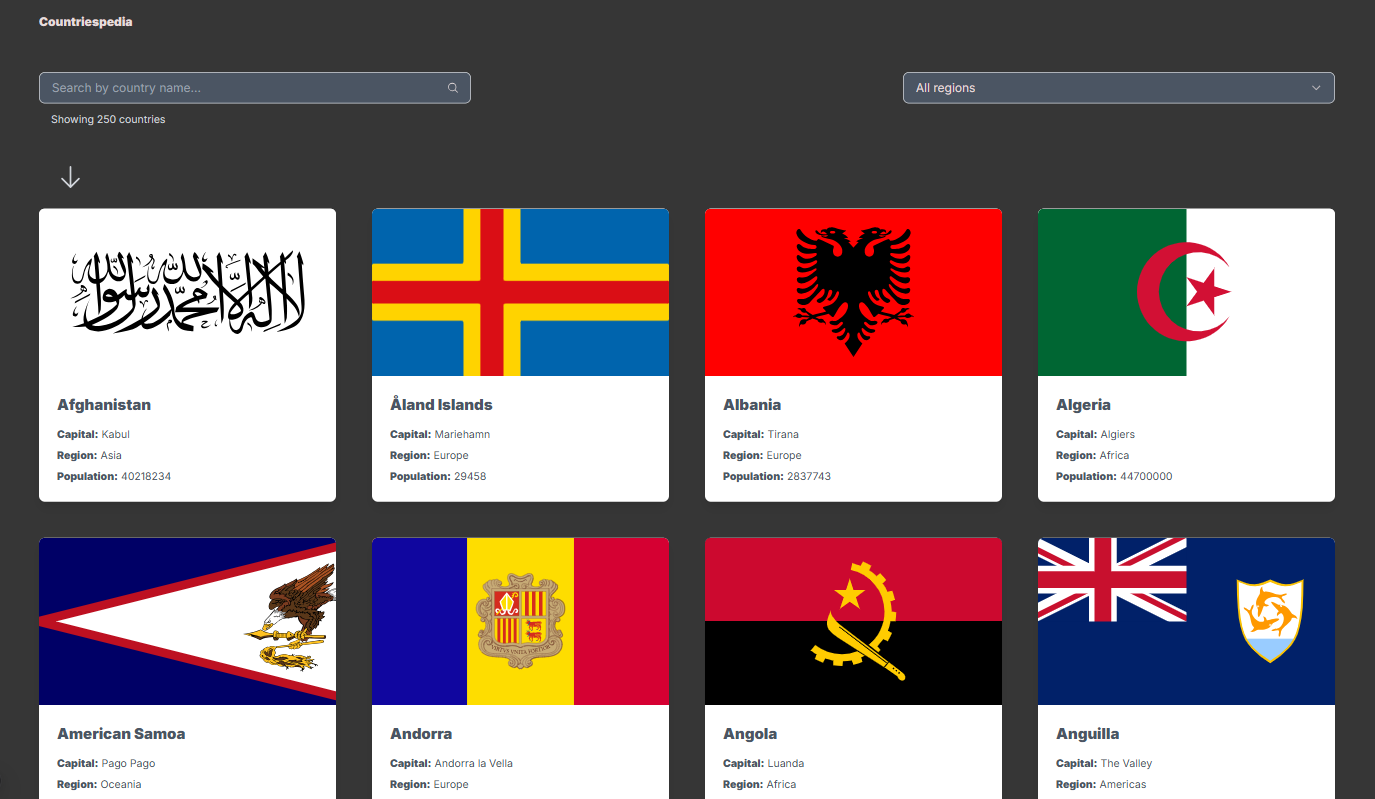 Countriespedia
Search by country name...
All regions
Showing 250 countries
لا إله إلا الله محمد رسول الله
Afghanistan
Capital: Kabul
Region: Asia
Population: 40218234
Åland Islands
Capital: Mariehamn
Region: Europe
Population: 29458
Albania
Capital: Tirana
Region: Europe
Population: 2837743
Algeria
Capital: Algiers
Region: Africa
Population: 44700000
VIRTVS VNITA FORTIOR
American Samoa
Capital: Pago Pago
Region: Oceania
Andorra
Capital: Andorra la Vella
Region: Europe
Angola
Capital: Luanda
Region: Africa
Anguilla
Capital: The Valley
Region: Americas